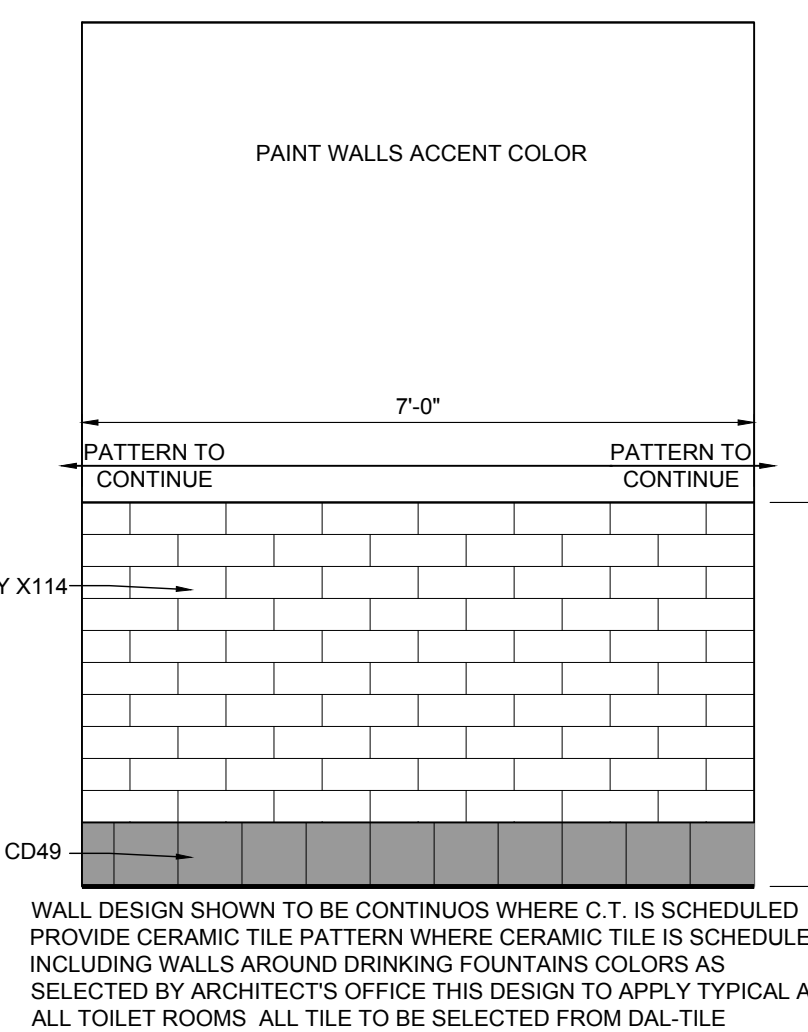 PAINT WALLS ACCENT COLOR
7'-0"
PATTERN TO
CONTINUE
PATTERN TO
CONTINUE
X114
CD49
WALL DESIGN SHOWN TO BE CONTINUOS WHERE C.T. IS SCHEDULED
PROVIDE CERAMIC TILE PATTERN WHERE CERAMIC TILE IS
INCLUDING WALLS AROUND DRINKING FOUNTAINS COLORS AS
SELECTED BY ARCHITECT'S OFFICE THIS DESIGN TO APPLY TYPICAL
ALL TOILET ROOMS ALL TILE TO BE SELECTED FROM DAL-TILE